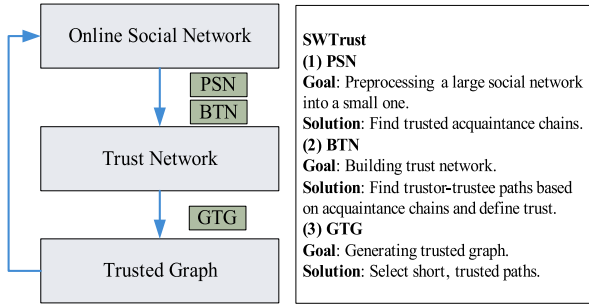 Online Social Network
PSN
BTN
Trust Network
GTG
Trusted Graph
SWTrust
(1) PSN
Goal: Preprocessing a large social network
into a small one.
Solution: Find trusted acquaintance chains.
(2) BTN
Goal: Building trust network.
Solution: Find trustor-trustee paths based
on acquaintance chains and define trust.
(3) GTG
Goal: Generating trusted graph.
Solution: Select short, trusted paths.